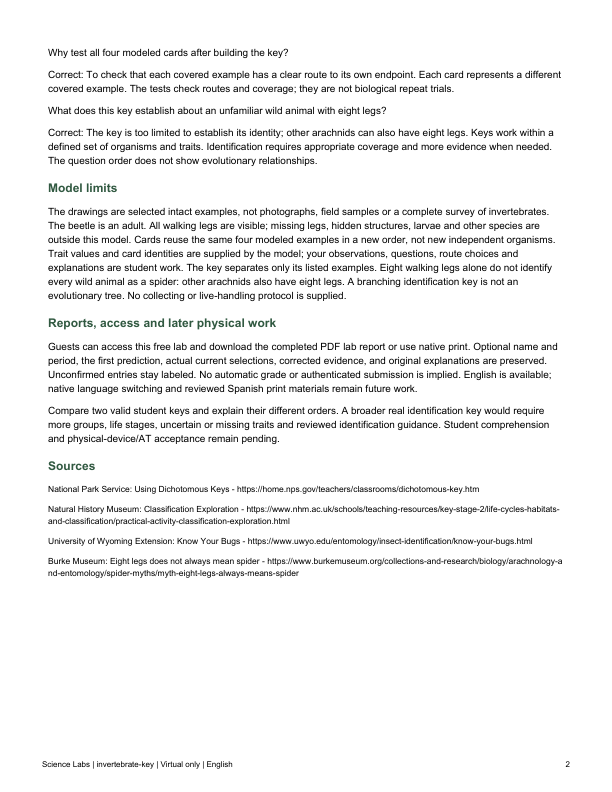 Why test all four modeled cards after building the key?
Correct: To check that each covered example has a clear route to its own endpoint. Each card represents a different
covered example. The tests check routes and coverage; they are not biological repeat trials.
What does this key establish about an unfamiliar wild animal with eight legs?
Correct: The key is too limited to establish its identity; other arachnids can also have eight legs. Keys work within a
defined set of organisms and traits. Identification requires appropriate coverage and more evidence when needed.
The question order does not show evolutionary relationships.
Model limits
The drawings are selected intact examples, not photographs, field samples or a complete survey of invertebrates.
The beetle is an adult. All walking legs are visible; missing legs, hidden structures, larvae and other species are
outside this model. Cards reuse the same four modeled examples in a new order, not new independent organisms.
Trait values and card identities are supplied by the model; your observations, questions, route choices and
explanations are student work. The key separates only its listed examples. Eight walking legs alone do not identify
every wild animal as a spider: other arachnids also have eight legs. A branching identification key is not an
evolutionary tree. No collecting or live-handling protocol is supplied.
Reports, access and later physical work
Guests can access this free lab and download the completed PDF lab report or use native print. Optional name and
period, the first prediction, actual current selections, corrected evidence, and original explanations are preserved.
Unconfirmed entries stay labeled. No automatic grade or authenticated submission is implied. English is available;
native language switching and reviewed Spanish print materials remain future work.
Compare two valid student keys and explain their different orders. A broader real identification key would require
more groups, life stages, uncertain or missing traits and reviewed identification guidance. Student comprehension
and physical-device/AT acceptance remain pending.
Sources
National Park Service: Using Dichotomous Keys - https://home.nps.gov/teachers/classrooms/dichotomous-key.htm
Natural History Museum: Classification Exploration - https://www.nhm.ac.uk/schools/teaching-resources/key-stage-2/life-cycles-habitats-
and-classification/practical-activity-classification-exploration.html
University of Wyoming Extension: Know Your Bugs - https://www.uwyo.edu/entomology/insect-identification/know-your-bugs.html
Burke Museum: Eight legs does not always mean spider - https://www.burkemuseum.org/collections-and-research/biology/arachnology-a
nd-entomology/spider-myths/myth-eight-legs-always-means-spider
Science Labs | invertebrate-key | Virtual only | English
2